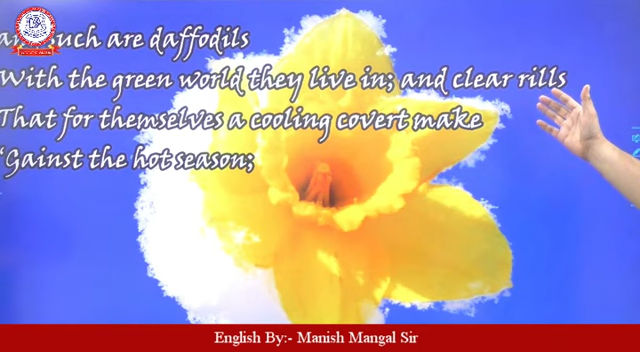 and such are daffodils
With the green world they live in; and clear rills
That for themselves a cooling covert make
'Gainst the hot season;
English By:- Manish Mangal Sir